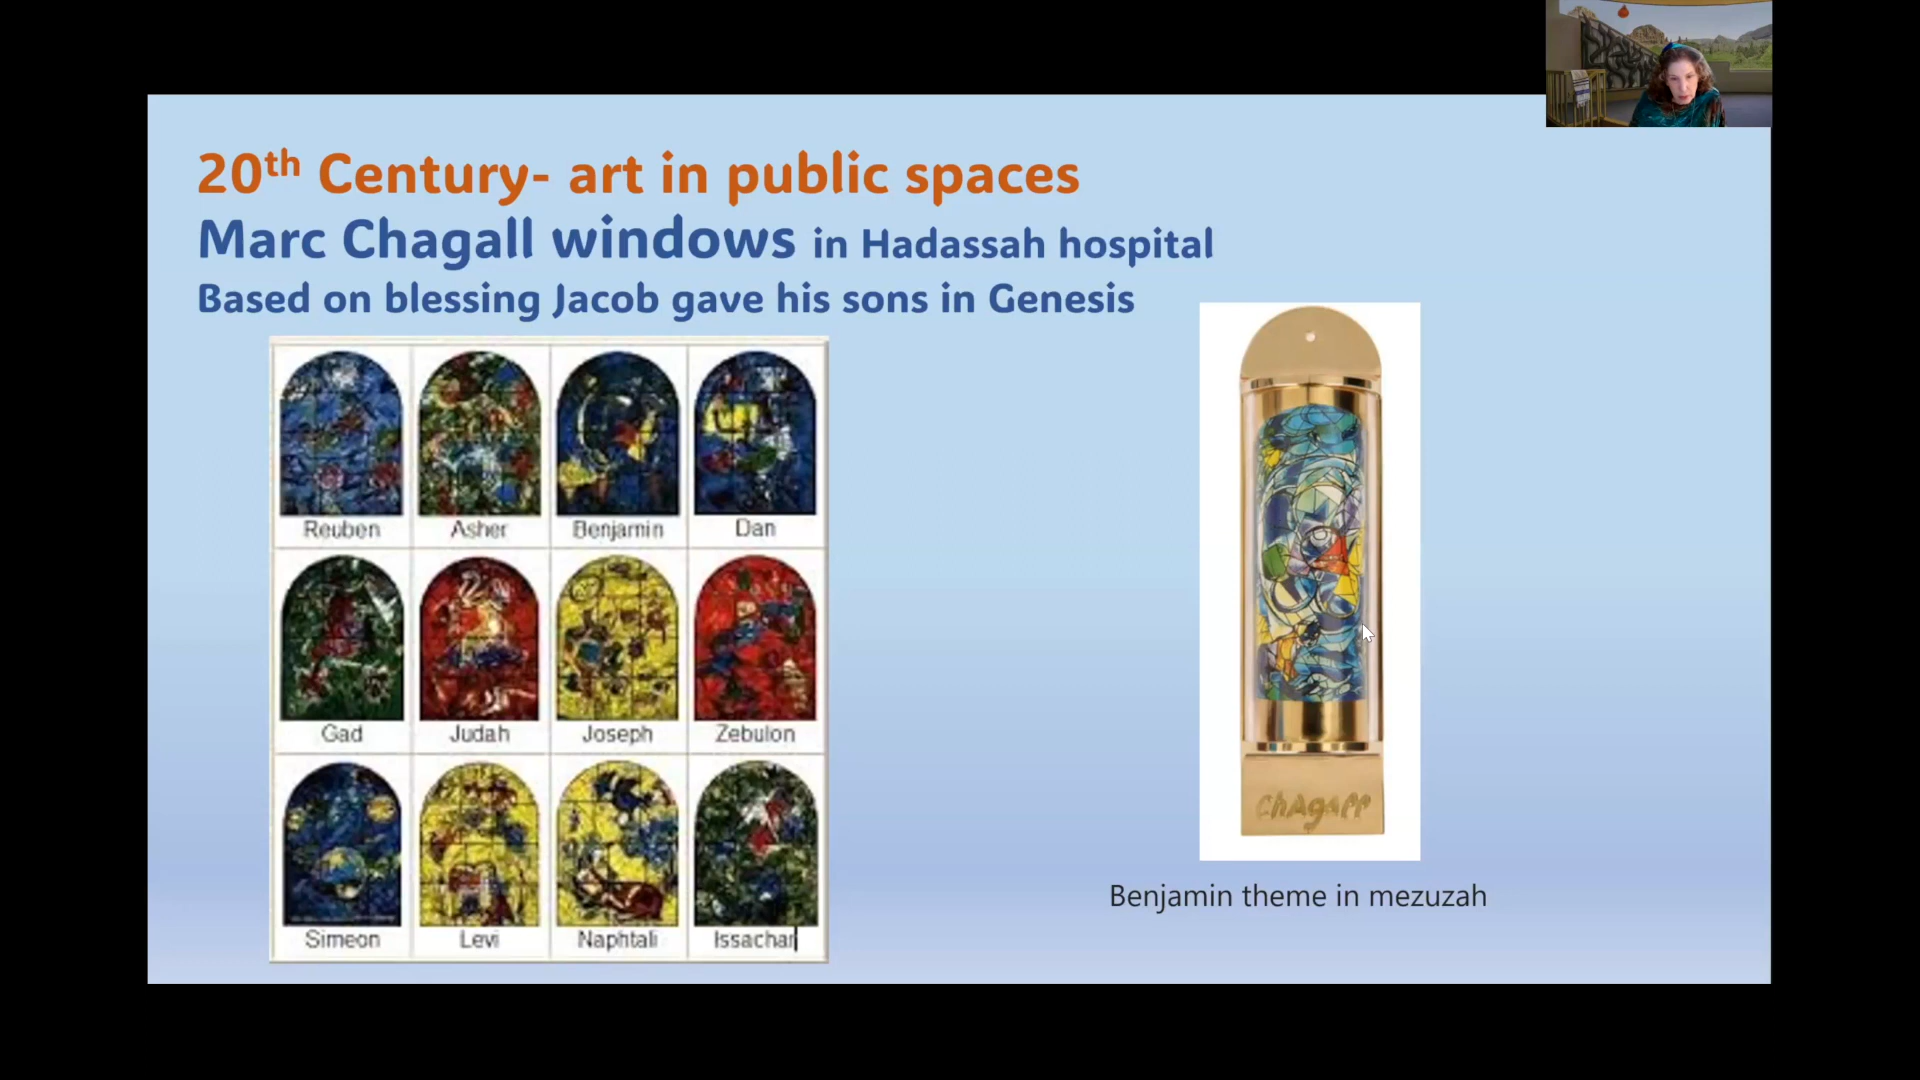 20th Century- art in public spaces
Marc Chagall windows in Hadassah hospital
Based on blessing Jacob gave his sons in Genesis
Reuben Asher Benjamin Dan
Gad Judah Joseph Zebulon
Simeon Levi Naphtali Issachar
Chagall
Benjamin theme in mezuzah